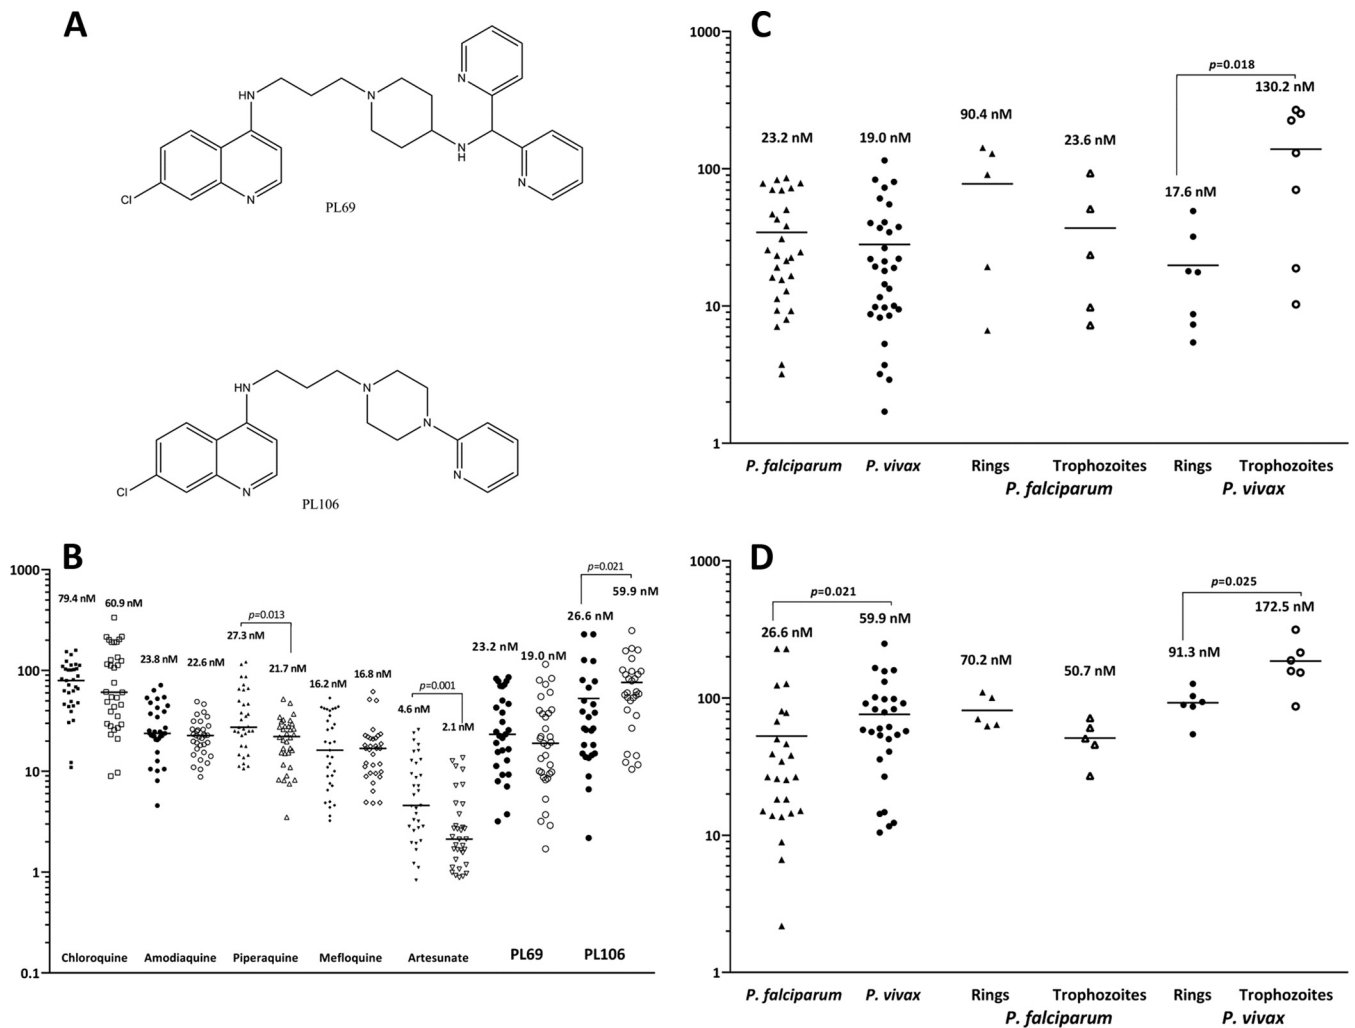 A
HN
N
N
N
N
H
N
Cl
PL69
HN
N
N
N
N
Cl
PL106
B
1000
100
10
1
0.1
79.4 nM
60.9 nM
23.8 nM
22.6 nM
p=0.013
27.3 nM
21.7 nM
16.2 nM
16.8 nM
p=0.001
4.6 nM
2.1 nM
23.2 nM
19.0 nM
p=0.021
26.6 nM
59.9 nM
Chloroquine Amodiaquine Piperaquine Mefloquine Artesunate PL69 PL106
C
1000
100
10
1
23.2 nM
19.0 nM
90.4 nM
23.6 nM
17.6 nM
p=0.018
130.2 nM
P. falciparum P. vivax Rings Trophozoites Rings Trophozoites
P. falciparum P. vivax
D
1000
100
10
1
p=0.021
26.6 nM
59.9 nM
70.2 nM
50.7 nM
p=0.025
91.3 nM
172.5 nM
P. falciparum P. vivax Rings Trophozoites Rings Trophozoites
P. falciparum P. vivax